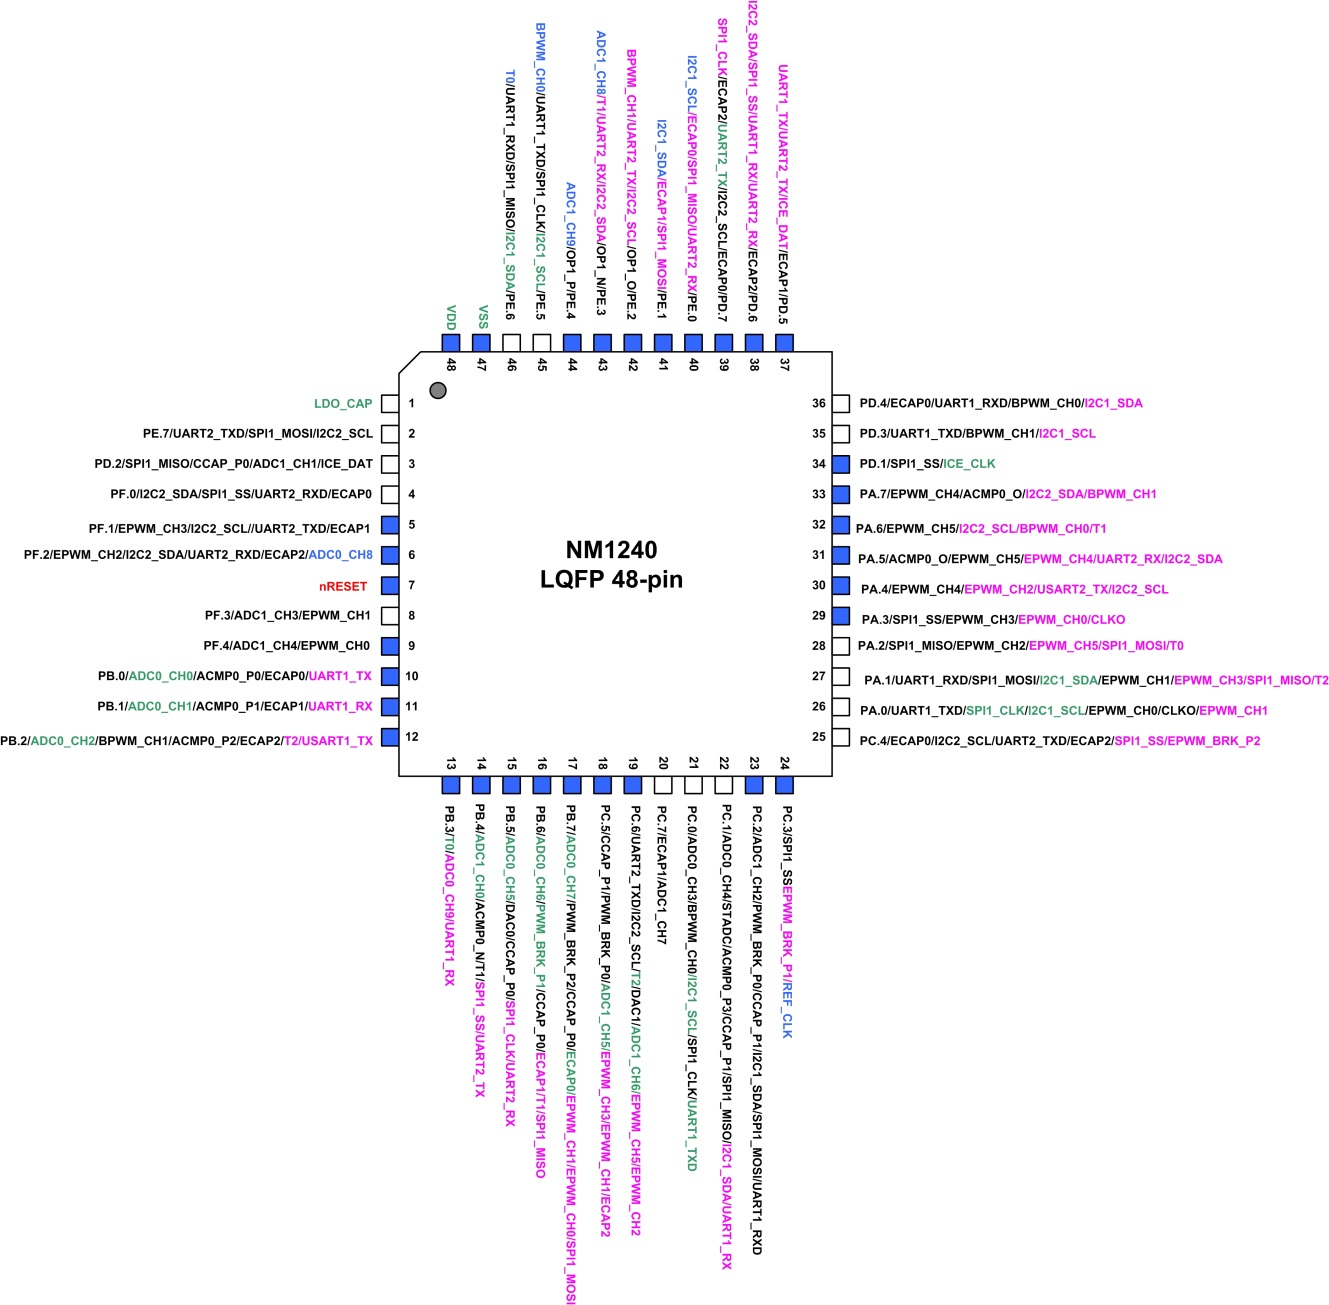 T0/UART1_RXD/SPI1_MISO/I2C1_SDA/PE.6
BPWM_CH0/UART1_TXD/SPI1_CLK/I2C1_SCL/PE.5
ADC1_CH9/OP1_P/PE.4
ADC1_CH8/T1/UART2_RX/I2C2_SDA/OP1_N/PE.3
BPWM_CH1/UART2_TX/I2C2_SCL/OP1_O/PE.2
I2C1_SDA/ECAP1/SPI1_MOSI/PE.1
I2C1_SCL/ECAP0/SPI1_MISO/UART2_RX/PE.0
SPI1_CLK/ECAP2/UART2_TX/I2C2_SCL/ECAP0/PD.7
I2C2_SDA/SPI1_SS/UART1_RX/UART2_RX/ECAP2/PD.6
UART1_TX/UART2_TX/ICE_DAT/ECAP1/PD.5
VDD
VSS
48
47
46
45
44
43
42
41
40
39
38
37
LDO_CAP 1
PE.7/UART2_TXD/SPI1_MOSI/I2C2_SCL 2
PD.2/SPI1_MISO/CCAP_P0/ADC1_CH1/ICE_DAT 3
PF.0/I2C2_SDA/SPI1_SS/UART2_RXD/ECAP0 4
PF.1/EPWM_CH3/I2C2_SCL//UART2_TXD/ECAP1 5
PF.2/EPWM_CH2/I2C2_SDA/UART2_RXD/ECAP2/ADC0_CH8 6
nRESET 7
PF.3/ADC1_CH3/EPWM_CH1 8
PF.4/ADC1_CH4/EPWM_CH0 9
PB.0/ADC0_CH0/ACMP0_P0/ECAP0/UART1_TX 10
PB.1/ADC0_CH1/ACMP0_P1/ECAP1/UART1_RX 11
PB.2/ADC0_CH2/BPWM_CH1/ACMP0_P2/ECAP2/T2/USART1_TX 12
NM1240
LQFP 48-pin
36 PD.4/ECAP0/UART1_RXD/BPWM_CH0/I2C1_SDA
35 PD.3/UART1_TXD/BPWM_CH1/I2C1_SCL
34 PD.1/SPI1_SS/ICE_CLK
33 PA.7/EPWM_CH4/ACMP0_O/I2C2_SDA/BPWM_CH1
32 PA.6/EPWM_CH5/I2C2_SCL/BPWM_CH0/T1
31 PA.5/ACMP0_O/EPWM_CH5/EPWM_CH4/UART2_RX/I2C2_SDA
30 PA.4/EPWM_CH4/EPWM_CH2/USART2_TX/I2C2_SCL
29 PA.3/SPI1_SS/EPWM_CH3/EPWM_CH0/CLKO
28 PA.2/SPI1_MISO/EPWM_CH2/EPWM_CH5/SPI1_MOSI/T0
27 PA.1/UART1_RXD/SPI1_MOSI/I2C1_SDA/EPWM_CH1/EPWM_CH3/SPI1_MISO/T2
26 PA.0/UART1_TXD/SPI1_CLK/I2C1_SCL/EPWM_CH0/CLKO/EPWM_CH1
25 PC.4/ECAP0/I2C2_SCL/UART2_TXD/ECAP2/SPI1_SS/EPWM_BRK_P2
13
14
15
16
17
18
19
20
21
22
23
24
PB.3/T0/ADC0_CH9/UART1_RX
PB.4/ADC1_CH0/ACMP0_N/T1/SPI1_SS/UART2_TX
PB.5/ADC0_CH5/DAC0/CCAP_P0/SPI1_CLK/UART2_RX
PB.6/ADC0_CH6/PWM_BRK_P1/CCAP_P0/ECAP1/T1/SPI1_MISO
PB.7/ADC0_CH7/PWM_BRK_P2/CCAP_P0/ECAP0/EPWM_CH1/EPWM_CH0/SPI1_MOSI
PC.5/CCAP_P1/PWM_BRK_P0/ADC1_CH5/EPWM_CH3/EPWM_CH1/ECAP2
PC.6/UART2_TXD/I2C2_SCL/T2/DAC1/ADC1_CH6/EPWM_CH5/EPWM_CH2
PC.7/ECAP1/ADC1_CH7
PC.0/ADC0_CH3/BPWM_CH0/I2C1_SCL/SPI1_CLK/UART1_TXD
PC.1/ADC0_CH4/STADC/ACMP0_P3/CCAP_P1/SPI1_MISO/I2C1_SDA/UART1_RX
PC.2/ADC1_CH2/PWM_BRK_P0/CCAP_P1/I2C1_SDA/SPI1_MOSI/UART1_RXD
PC.3/SPI1_SSEPWM_BRK_P1/REF_CLK